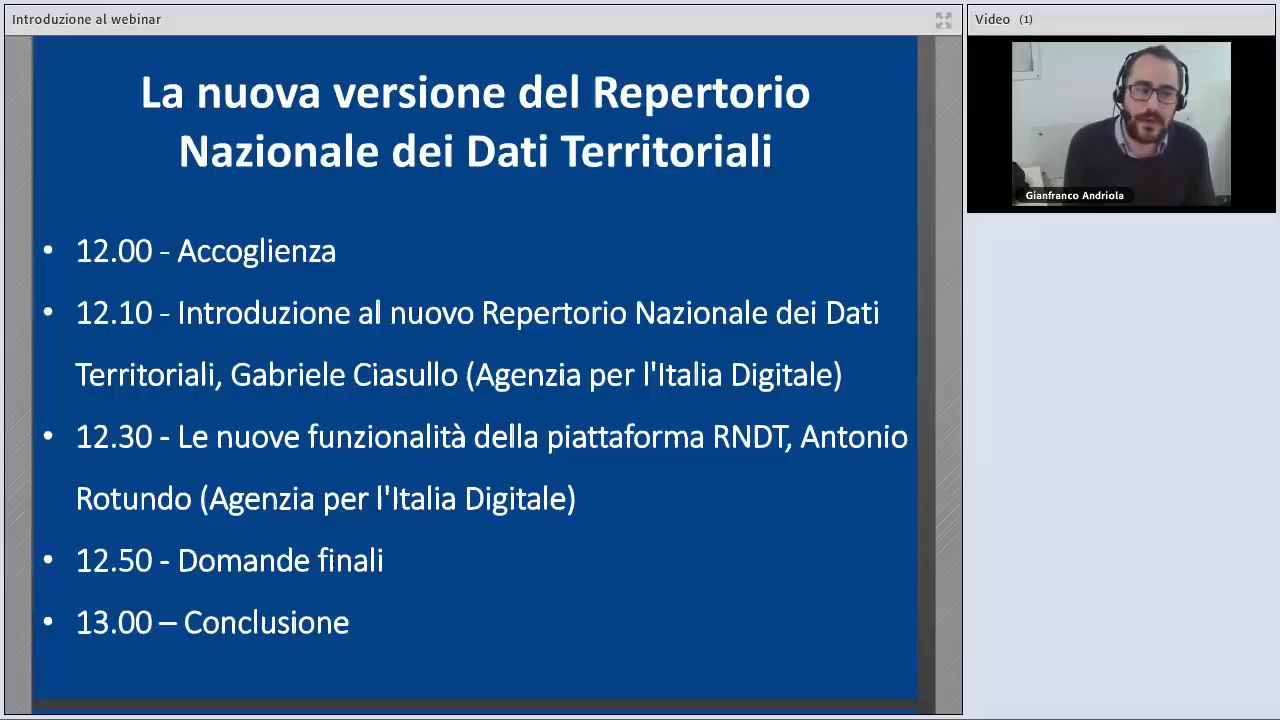 Introduzione al webinar
Video (1)
La nuova versione del Repertorio
Nazionale dei Dati Territoriali
• 12.00 - Accoglienza
• 12.10 - Introduzione al nuovo Repertorio Nazionale dei Dati
Territoriali, Gabriele Ciasullo (Agenzia per l'Italia Digitale)
• 12.30 - Le nuove funzionalità della piattaforma RNDT, Antonio
Rotundo (Agenzia per l'Italia Digitale)
• 12.50 - Domande finali
• 13.00 – Conclusione
Gianfranco Andriola